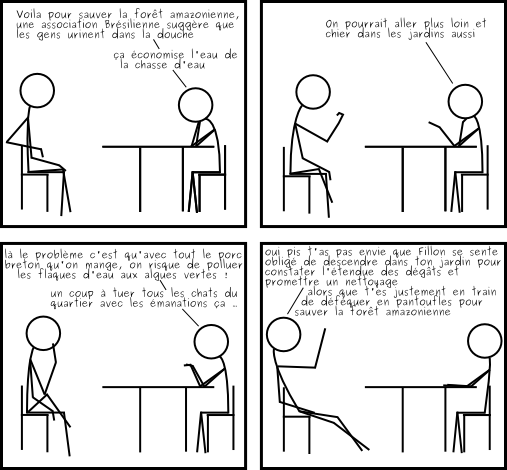 Voila pour sauver la forêt amazonienne,
une association Brésilienne suggère que
les gens urinent dans la douche
ça économise l'eau de
la chasse d'eau
On pourrait aller plus loin et
chier dans les jardins aussi
là le problème c'est qu'avec tout le porc
breton qu'on mange, on risque de polluer
les flaques d'eau aux algues vertes !
un coup à tuer tous les chats du
quartier avec les émanations ça ..
oui pis t'as pas envie que Fillon se sente
obligé de descendre dans ton jardin pour
constater l'étendue des dégâts et
promettre un nettoyage
alors que t'es justement en train
de déféquer en pantoufles pour
sauver la forêt amazonienne